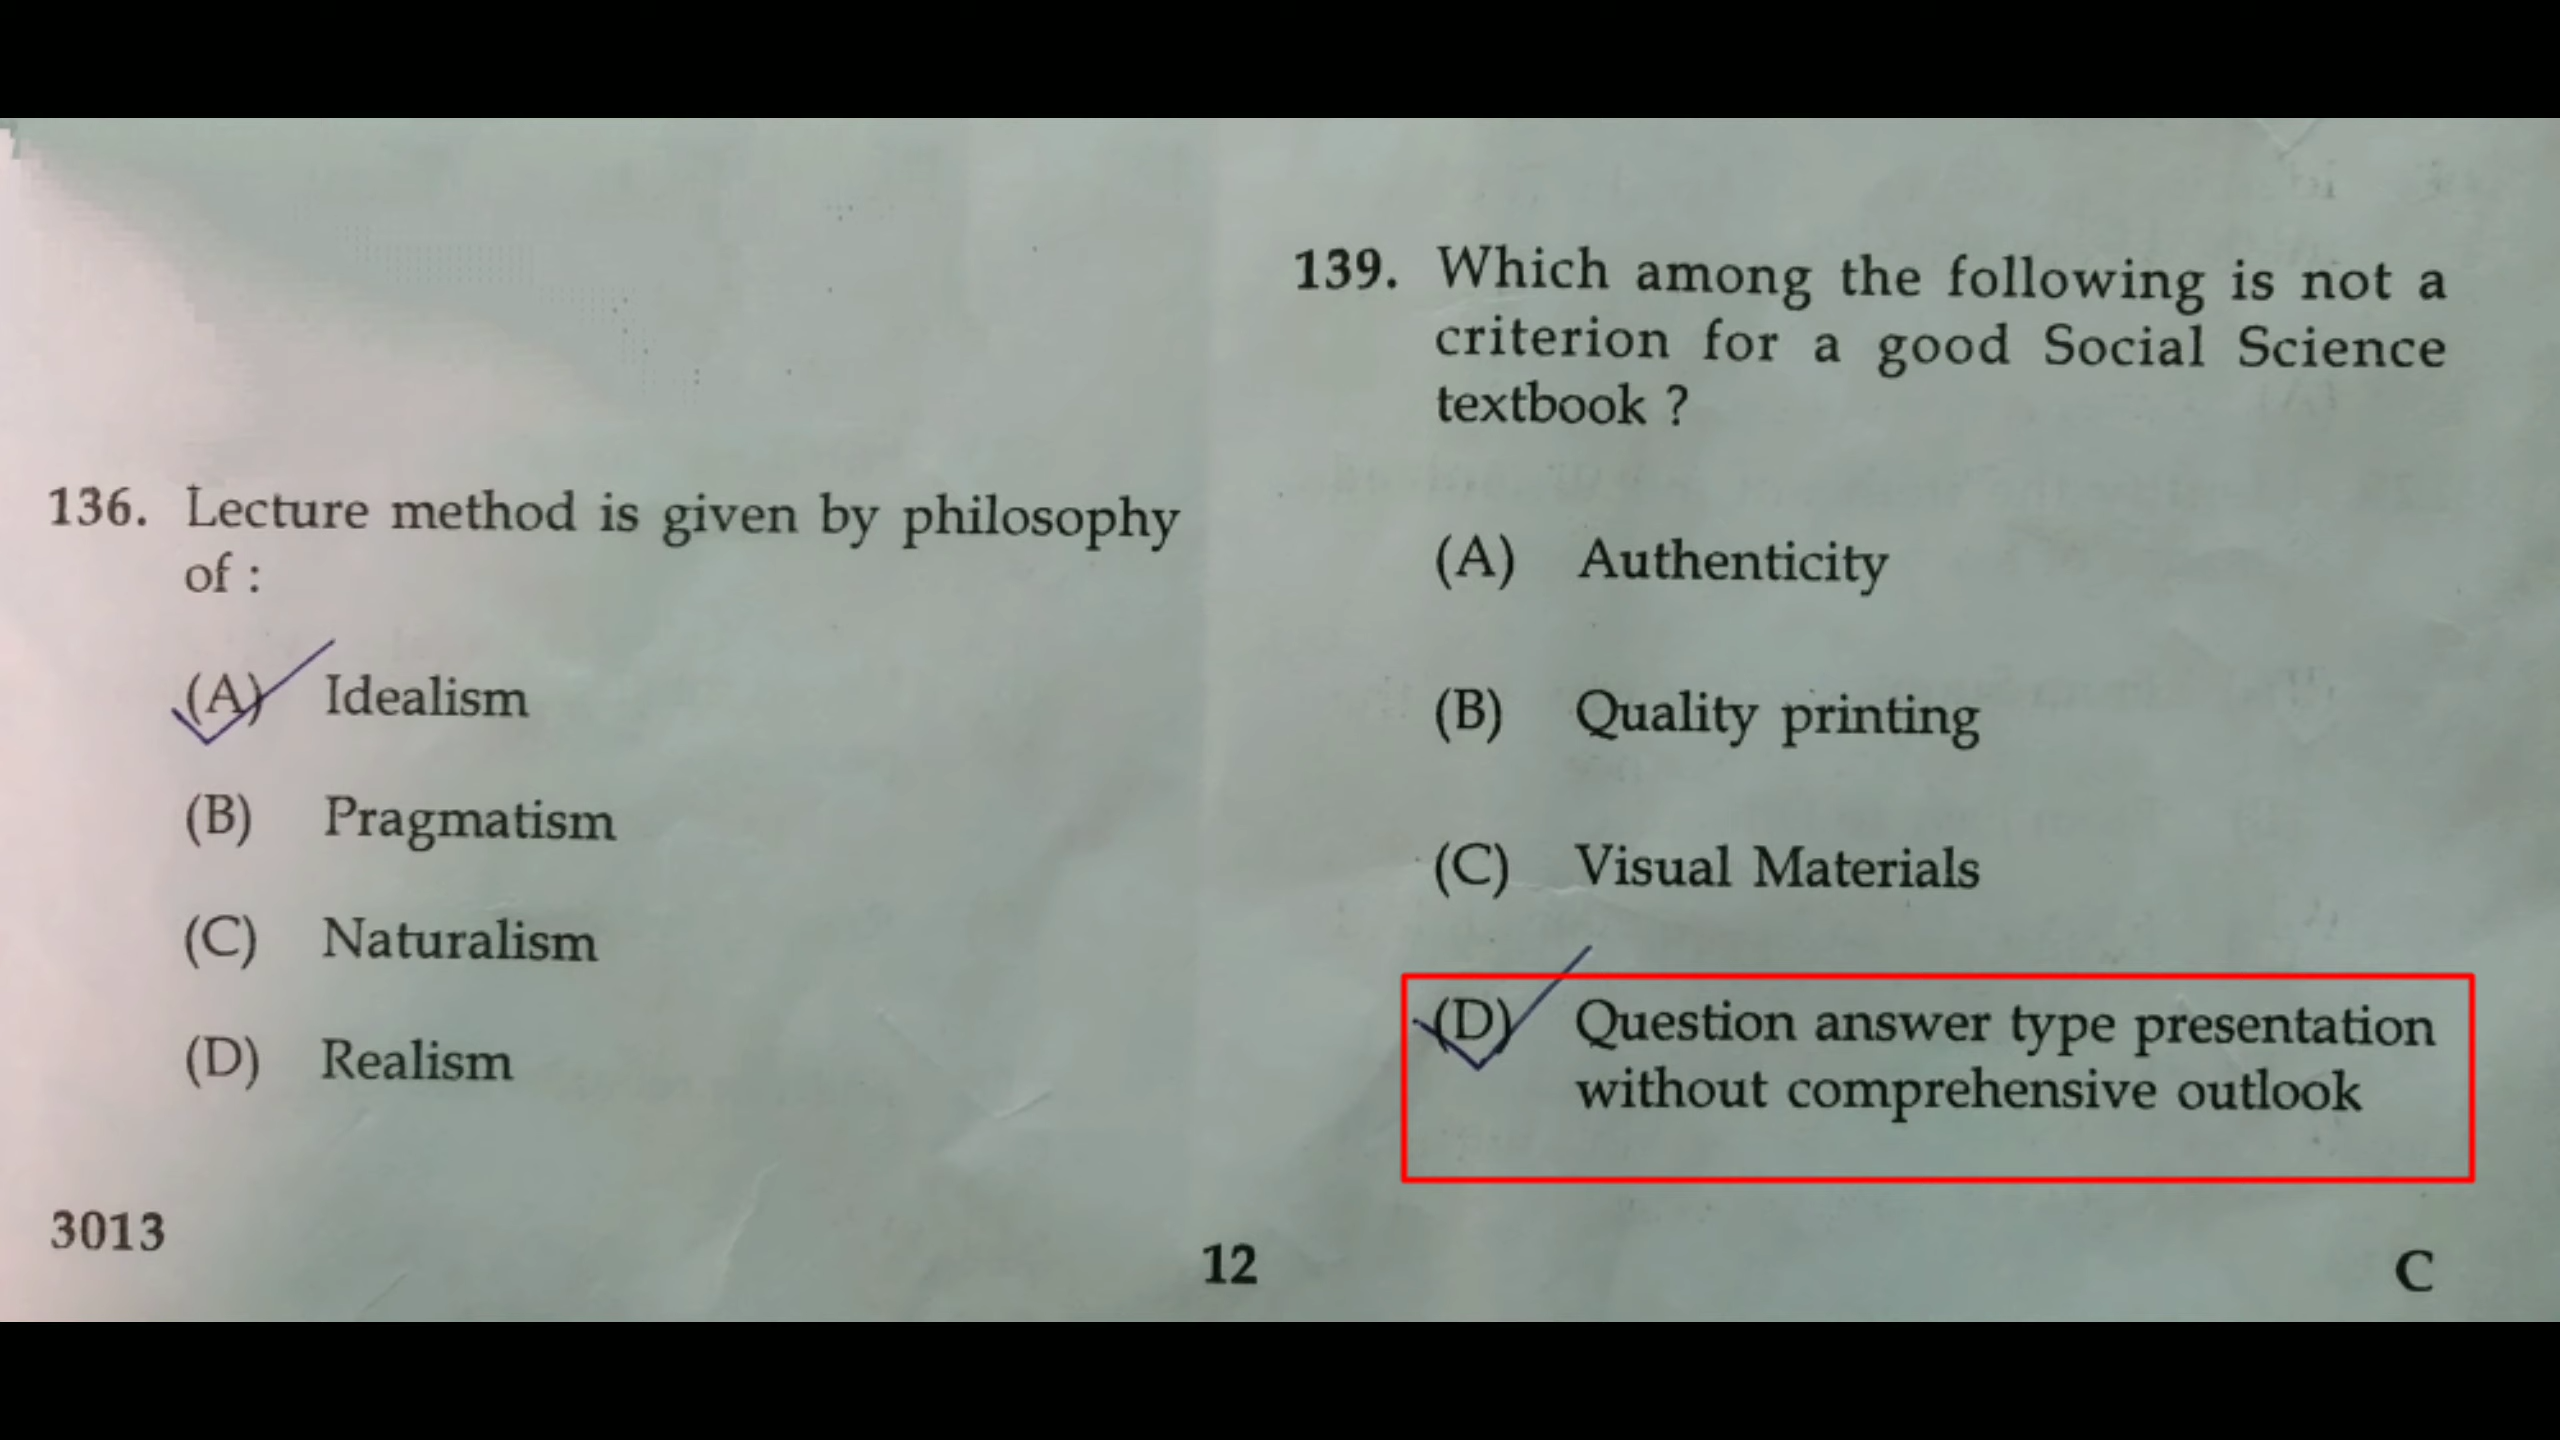 136. Lecture method is given by philosophy
of :
(A) Idealism
(B) Pragmatism
(C) Naturalism
(D) Realism
3013
139. Which among the following is not a
criterion for a good Social Science
textbook ?
(A) Authenticity
(B) Quality printing
(C) Visual Materials
(D) Question answer type presentation
without comprehensive outlook
12
C